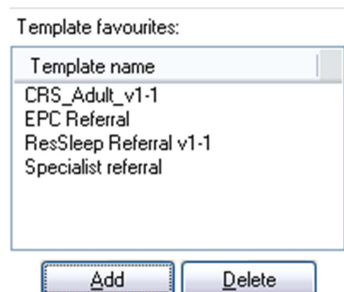 Template favourites:
Template name
CRS_Adult_v1-1
EPC Referral
ResSleep Referral v1-1
Specialist referral
Add Delete